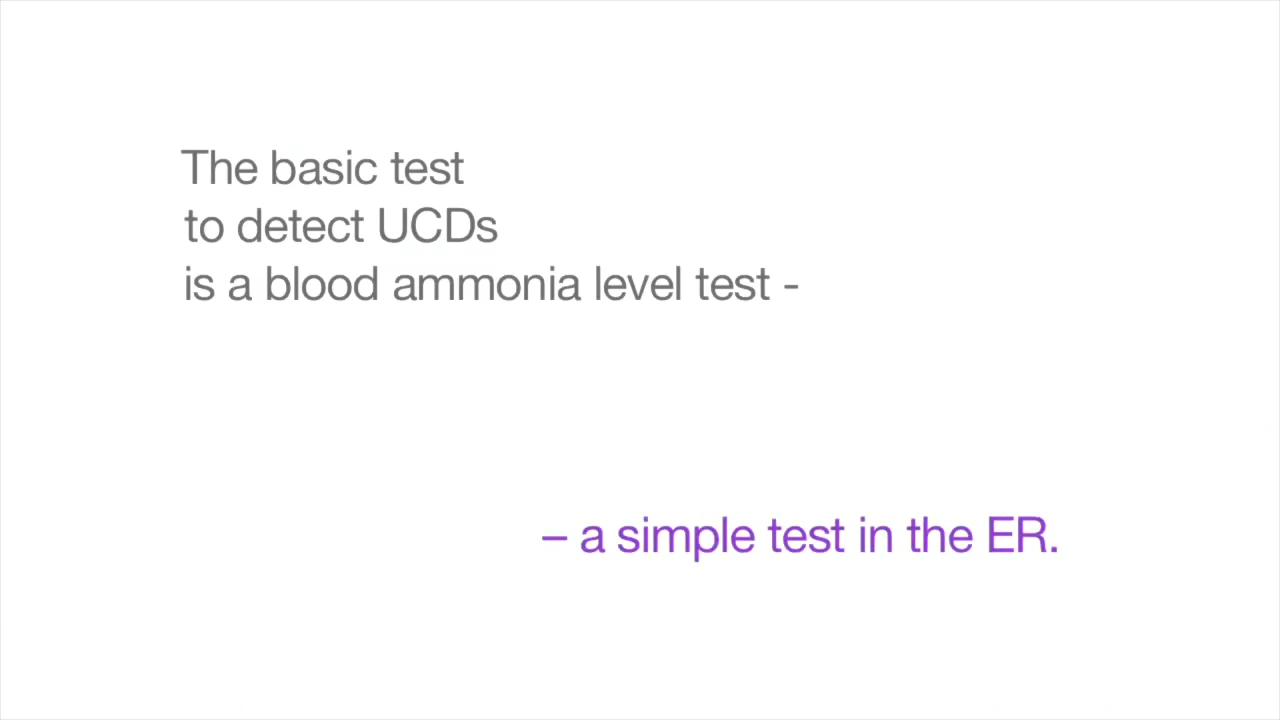 The basic test
to detect UCDs
is a blood ammonia level test -
– a simple test in the ER.